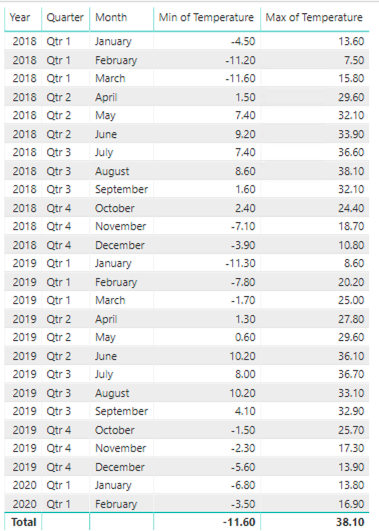 Year Quarter Month Min of Temperature Max of Temperature
2018 Qtr 1 January -4.50 13.60
2018 Qtr 1 February -11.20 7.50
2018 Qtr 1 March -11.60 15.80
2018 Qtr 2 April 1.50 29.60
2018 Qtr 2 May 7.40 32.10
2018 Qtr 2 June 9.20 33.90
2018 Qtr 3 July 7.40 36.60
2018 Qtr 3 August 8.60 38.10
2018 Qtr 3 September 1.60 32.10
2018 Qtr 4 October 2.40 24.40
2018 Qtr 4 November -7.10 18.70
2018 Qtr 4 December -3.90 10.80
2019 Qtr 1 January -11.30 8.60
2019 Qtr 1 February -7.80 20.20
2019 Qtr 1 March -1.70 25.00
2019 Qtr 2 April 1.30 27.80
2019 Qtr 2 May 0.60 29.60
2019 Qtr 2 June 10.20 36.10
2019 Qtr 3 July 8.00 36.70
2019 Qtr 3 August 10.20 33.10
2019 Qtr 3 September 4.10 32.90
2019 Qtr 4 October -1.50 25.70
2019 Qtr 4 November -2.30 17.30
2019 Qtr 4 December -5.60 13.90
2020 Qtr 1 January -6.80 13.80
2020 Qtr 1 February -3.50 16.90
Total -11.60 38.10